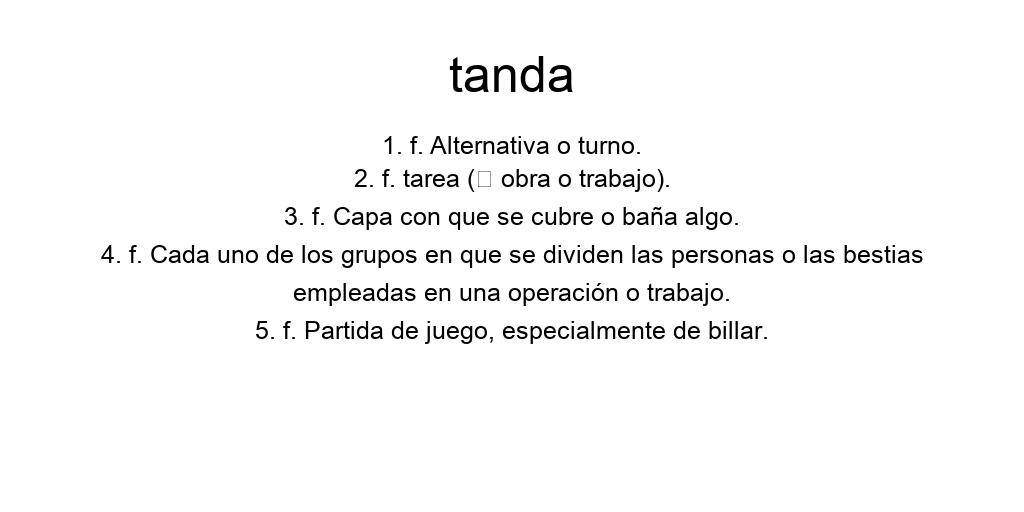 tanda
1. f. Alternativa o turno.
2. f. tarea (□ obra o trabajo).
3. f. Capa con que se cubre o baña algo.
4. f. Cada uno de los grupos en que se dividen las personas o las bestias
empleadas en una operación o trabajo.
5. f. Partida de juego, especialmente de billar.